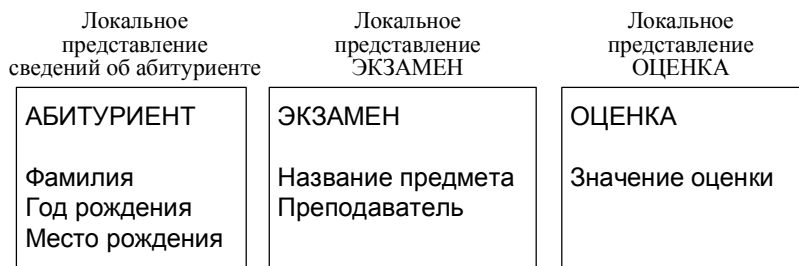 Локальное
представление
сведений об абитуриенте
Локальное
представление
ЭКЗАМЕН
Локальное
представление
ОЦЕНКА
АБИТУРИЕНТ
Фамилия
Год рождения
Место рождения
ЭКЗАМЕН
Название предмета
Преподаватель
ОЦЕНКА
Значение оценки